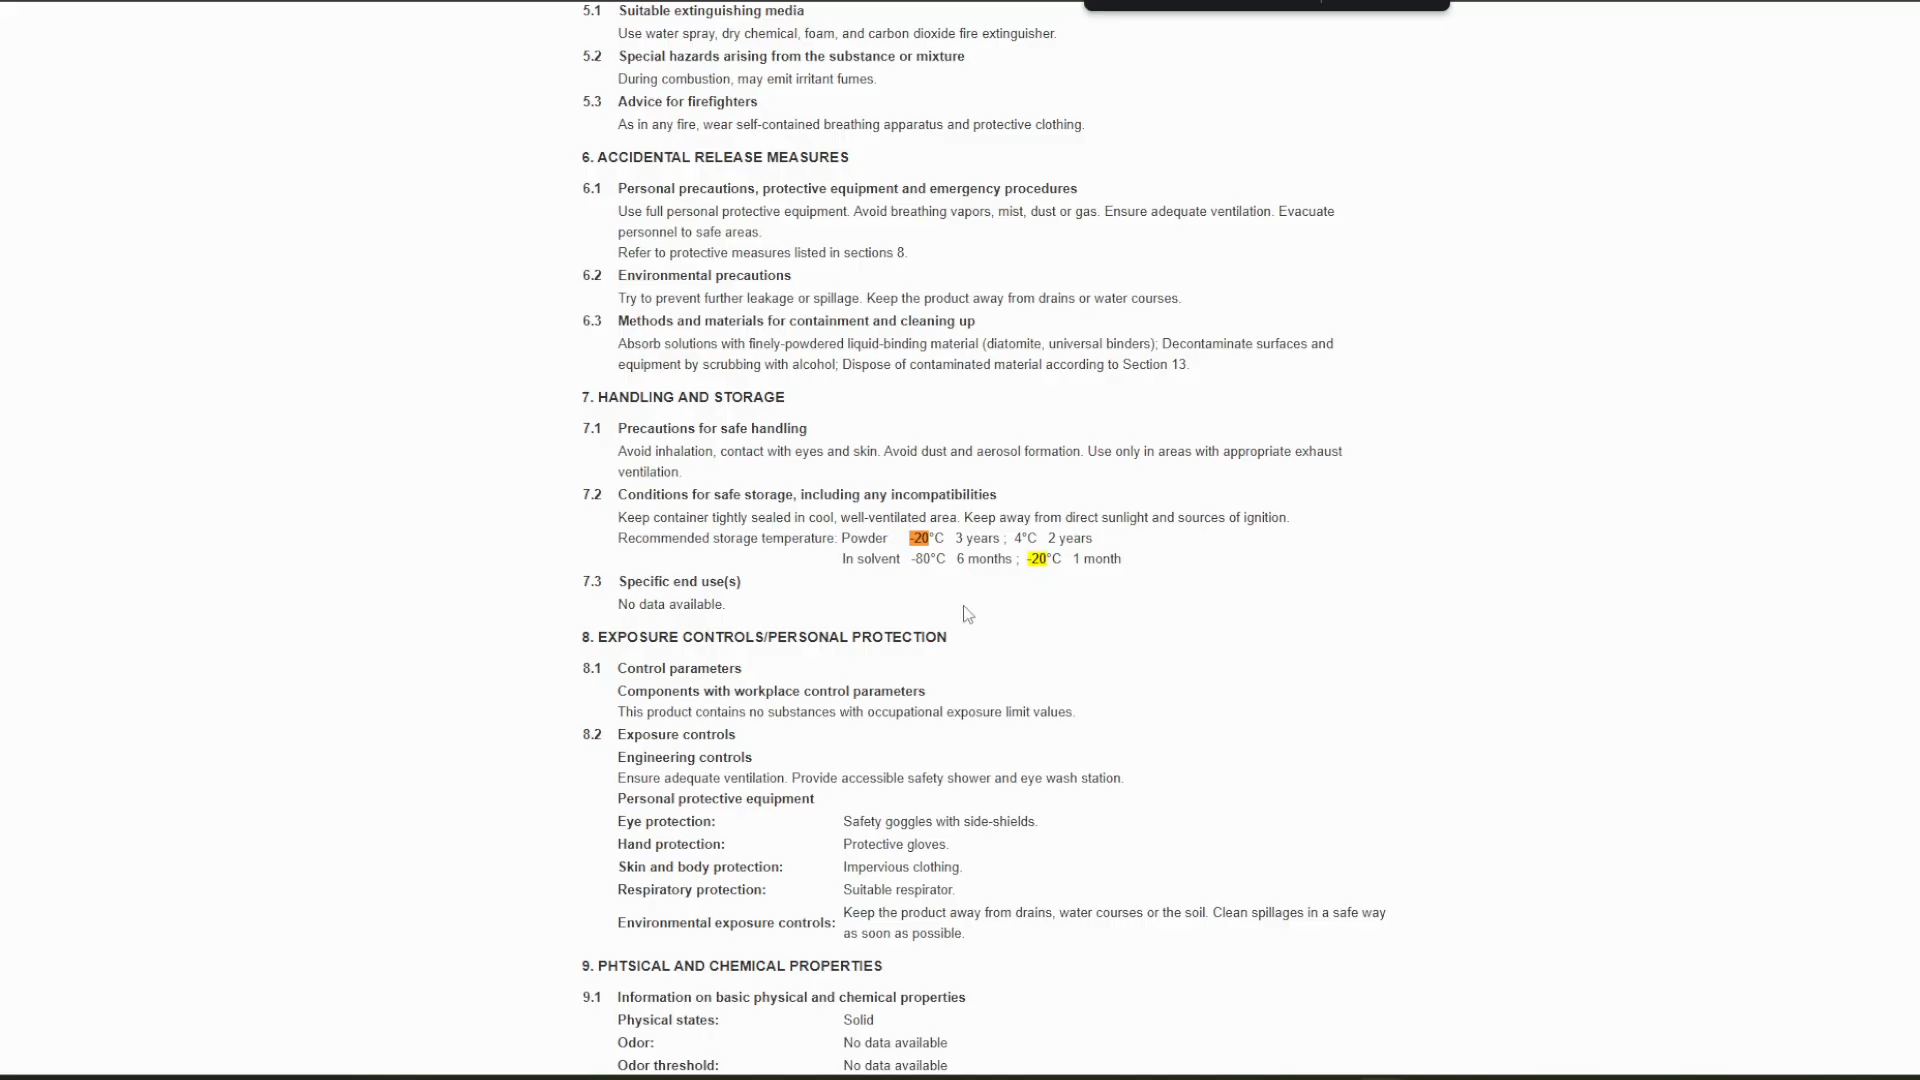 5.1 Suitable extinguishing media
Use water spray, dry chemical, foam, and carbon dioxide fire extinguisher.
5.2 Special hazards arising from the substance or mixture
During combustion, may emit irritant fumes.
5.3 Advice for firefighters
As in any fire, wear self-contained breathing apparatus and protective clothing.
6. ACCIDENTAL RELEASE MEASURES
6.1 Personal precautions, protective equipment and emergency procedures
Use full personal protective equipment. Avoid breathing vapors, mist, dust or gas. Ensure adequate ventilation. Evacuate
personnel to safe areas.
Refer to protective measures listed in sections 8.
6.2 Environmental precautions
Try to prevent further leakage or spillage. Keep the product away from drains or water courses.
6.3 Methods and materials for containment and cleaning up
Absorb solutions with finely-powdered liquid-binding material (diatomite, universal binders); Decontaminate surfaces and
equipment by scrubbing with alcohol; Dispose of contaminated material according to Section 13.
7. HANDLING AND STORAGE
7.1 Precautions for safe handling
Avoid inhalation, contact with eyes and skin. Avoid dust and aerosol formation. Use only in areas with appropriate exhaust
ventilation.
7.2 Conditions for safe storage, including any incompatibilities
Keep container tightly sealed in cool, well-ventilated area. Keep away from direct sunlight and sources of ignition.
Recommended storage temperature: Powder -20°C 3 years ; 4°C 2 years
In solvent -80°C 6 months ; -20°C 1 month
7.3 Specific end use(s)
No data available.
8. EXPOSURE CONTROLS/PERSONAL PROTECTION
8.1 Control parameters
Components with workplace control parameters
This product contains no substances with occupational exposure limit values.
8.2 Exposure controls
Engineering controls
Ensure adequate ventilation. Provide accessible safety shower and eye wash station.
Personal protective equipment
Eye protection: Safety goggles with side-shields.
Hand protection: Protective gloves.
Skin and body protection: Impervious clothing.
Respiratory protection: Suitable respirator.
Environmental exposure controls: Keep the product away from drains, water courses or the soil. Clean spillages in a safe way
as soon as possible.
9. PHTSICAL AND CHEMICAL PROPERTIES
9.1 Information on basic physical and chemical properties
Physical states: Solid
Odor: No data available
Odor threshold: No data available